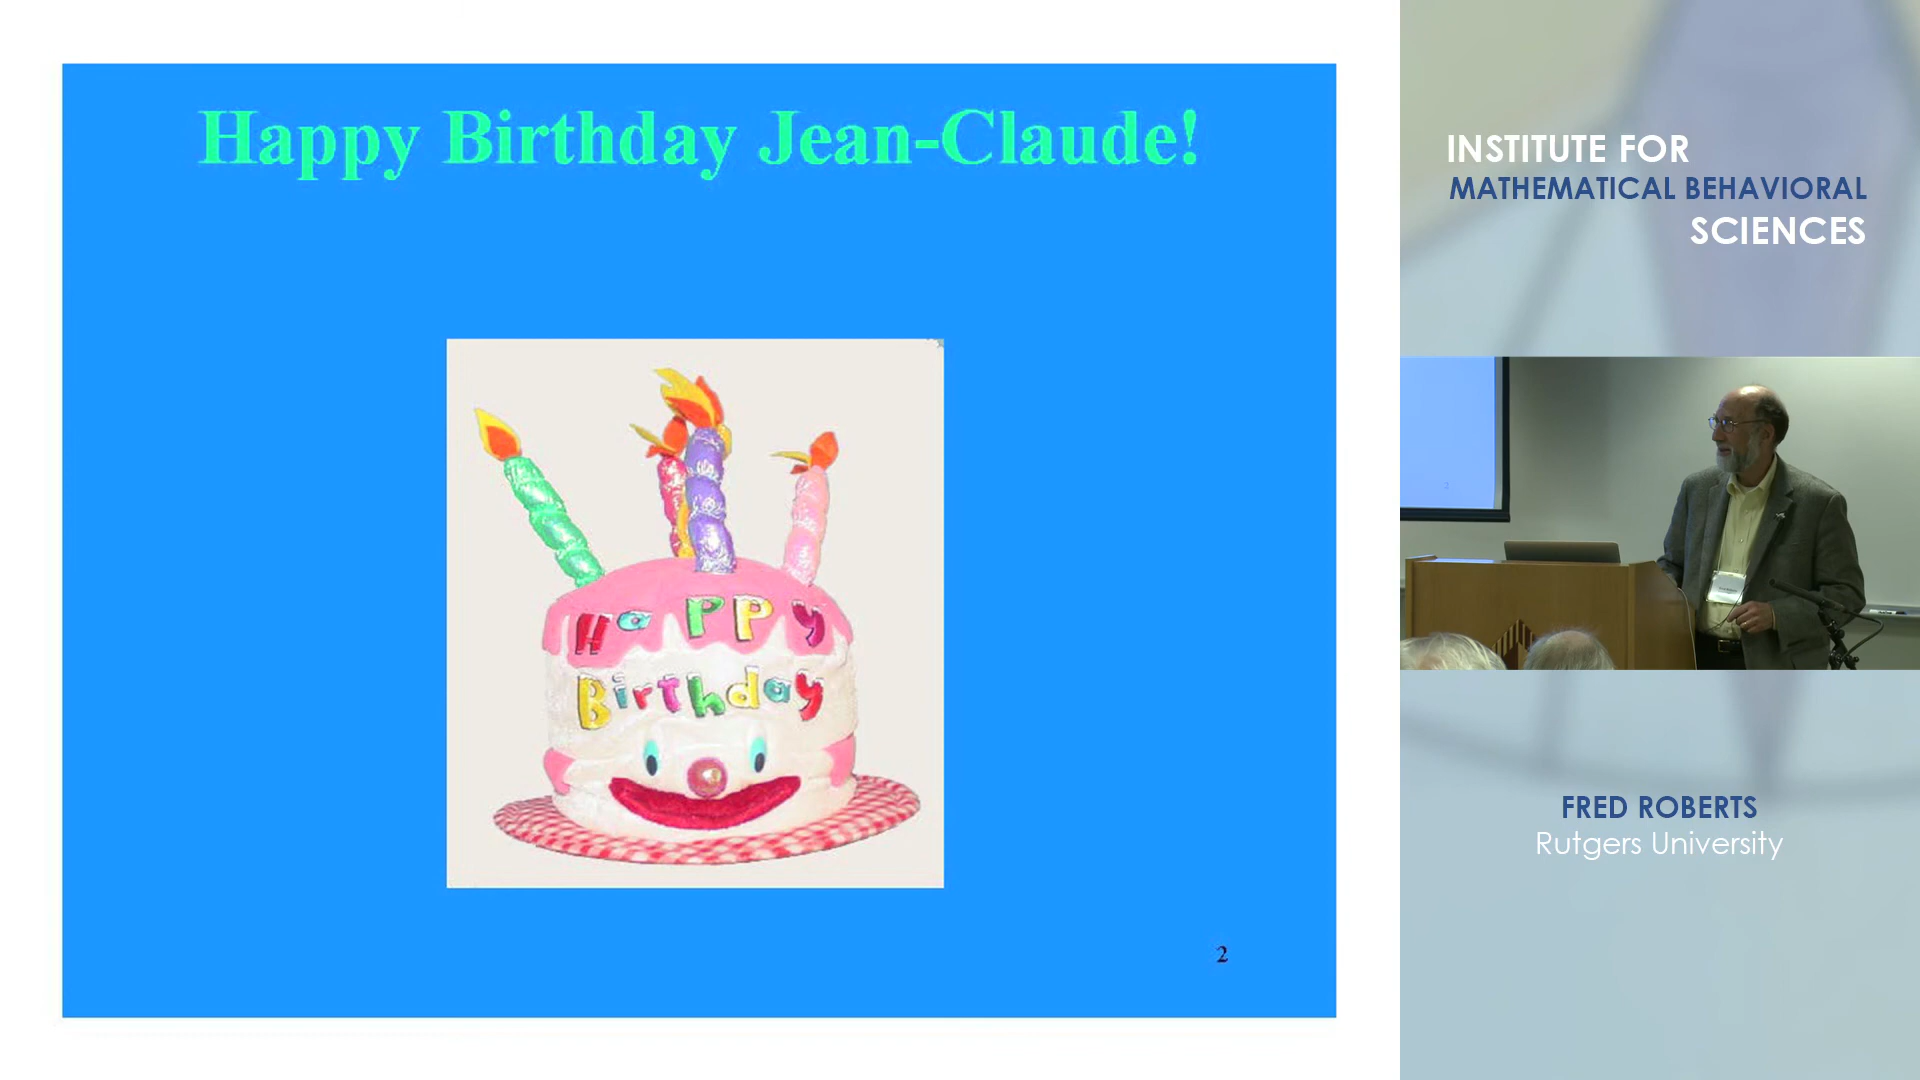 Happy Birthday Jean-Claude!
HaPPy
Birthday
2
INSTITUTE FOR
MATHEMATICAL BEHAVIORAL
SCIENCES
FRED ROBERTS
Rutgers University